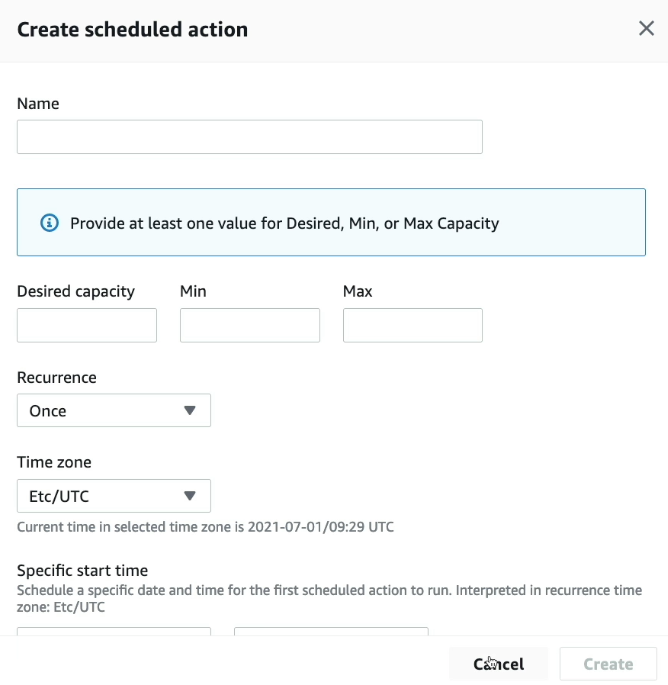 Create scheduled action
Name
Provide at least one value for Desired, Min, or Max Capacity
Desired capacity Min Max
Recurrence
Once
Time zone
Etc/UTC
Current time in selected time zone is 2021-07-01/09:29 UTC
Specific start time
Schedule a specific date and time for the first scheduled action to run. Interpreted in recurrence time
zone: Etc/UTC
Cancel Create